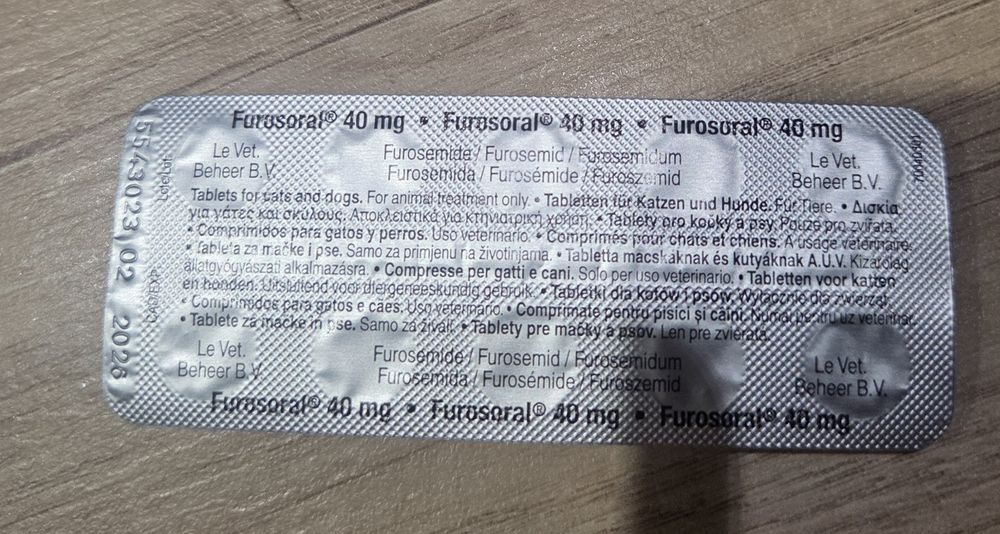 Furosoral® 40 mg • Furosoral® 40 mg • Furosoral® 40 mg
Le Vet.
Beheer B.V.
Furosemide / Furosemid / Furosemidum
Furosemida / Furosémide / Furoszemid
Le Vet.
Beheer B.V.
Tablets for cats and dogs. For animal treatment only. • Tabletten für Katzen und Hunde. Für Tiere. • Δισκία
για γάτες και σκύλους. Αποκλειστικά για κτηνιατρική χρήση. • Tablety pro kočky a psy. Pouze pro zvířata.
• Comprimidos para gatos y perros. Uso veterinario. • Comprimés pour chats et chiens. A usage vétérinaire.
• Tableta za mačke i pse. Samo za primjenu na životinjama. • Tabletta macskáknak és kutyáknak A.U.V. Kizárólag
állatgyógyászati alkalmazásra. • Compresse per gatti e cani. Solo per uso veterinario. • Tabletten voor katzen
en honden. Uitsluitend voor diergeneeskundig gebruik. • Tabletki dla kotów i psów. Wyłącznie dla zwierząt.
• Comprimidos para gatos e cães. Uso veterinário. • Comprimate pentru pisici și câini. Numai pentru uz veterinar.
• Tablete za mačke in pse. Samo za živali. • Tablety pre mačky a psov. Len pre zvieratá.
Le Vet.
Beheer B.V.
Furosemide / Furosemid / Furosemidum
Furosemida / Furosémide / Furoszemid
Le Vet.
Beheer B.V.
Furosoral® 40 mg • Furosoral® 40 mg • Furosoral® 40 mg
Lot/Lot:
5543023 02 2026